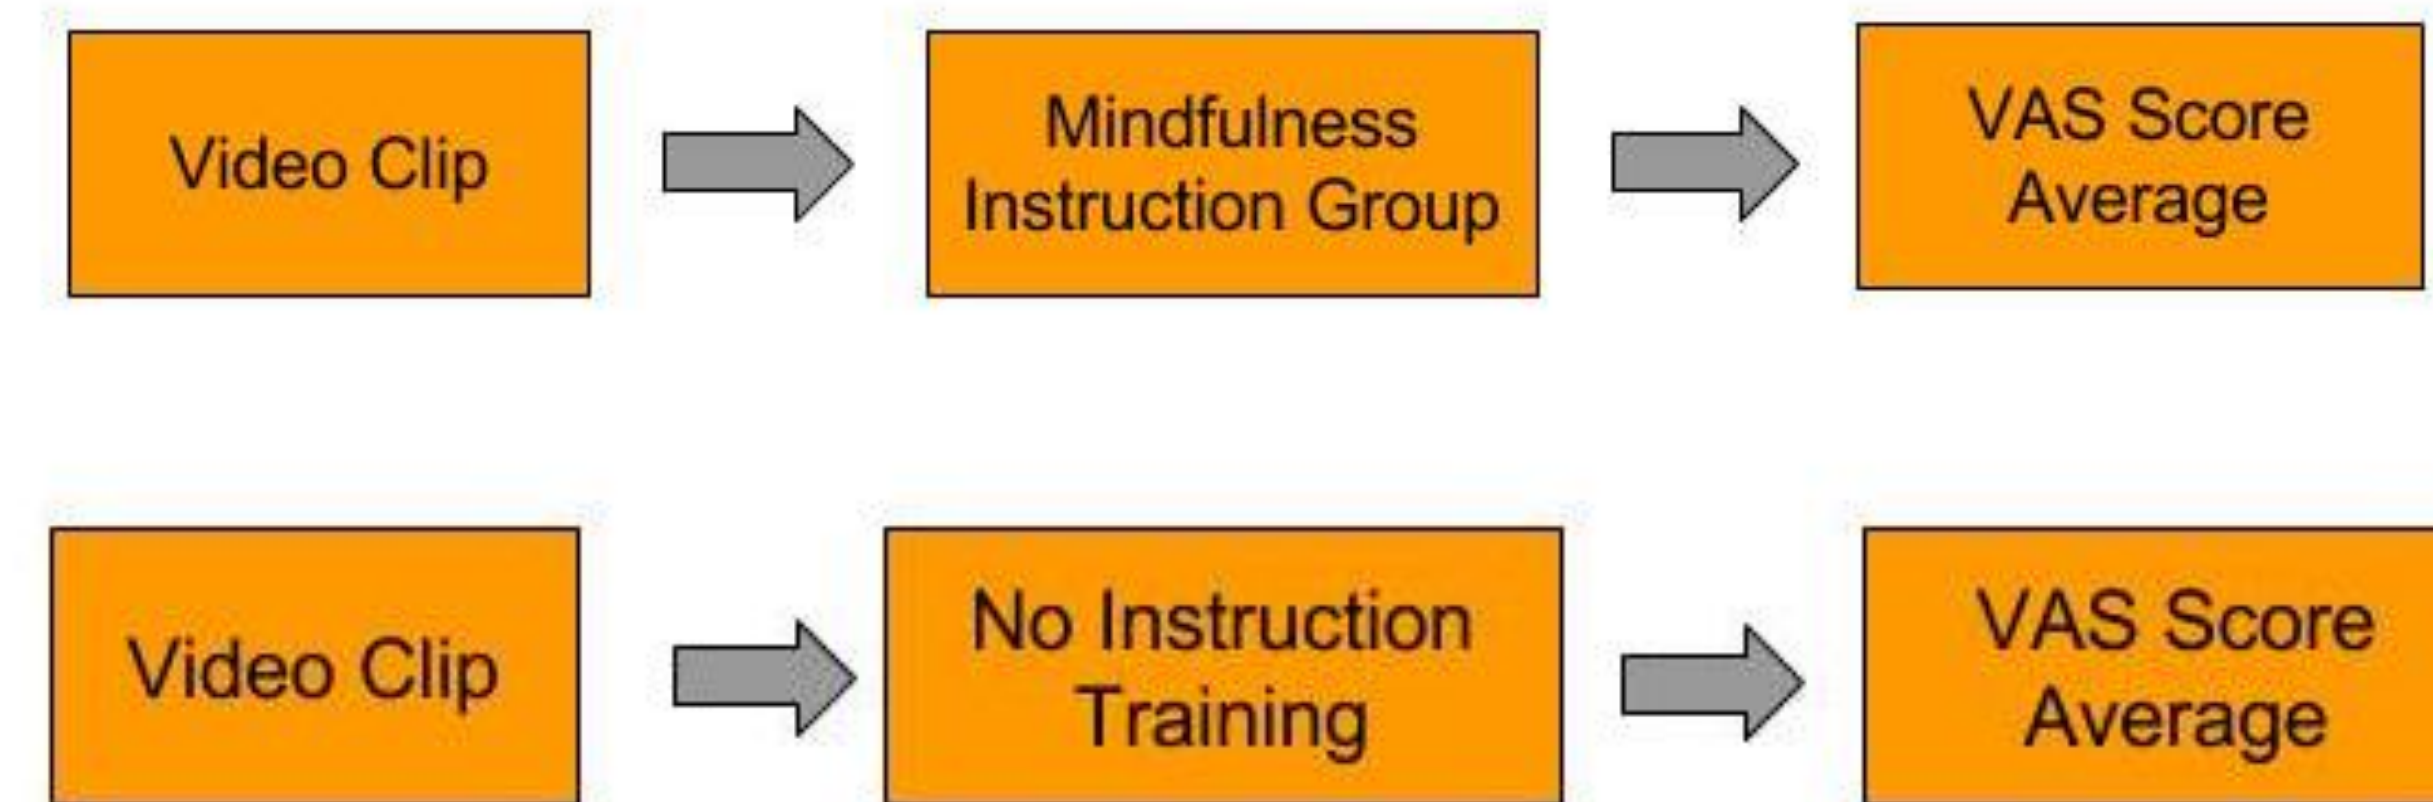 Video Clip
Mindfulness
Instruction Group
VAS Score
Average
Video Clip
No Instruction
Training
VAS Score
Average